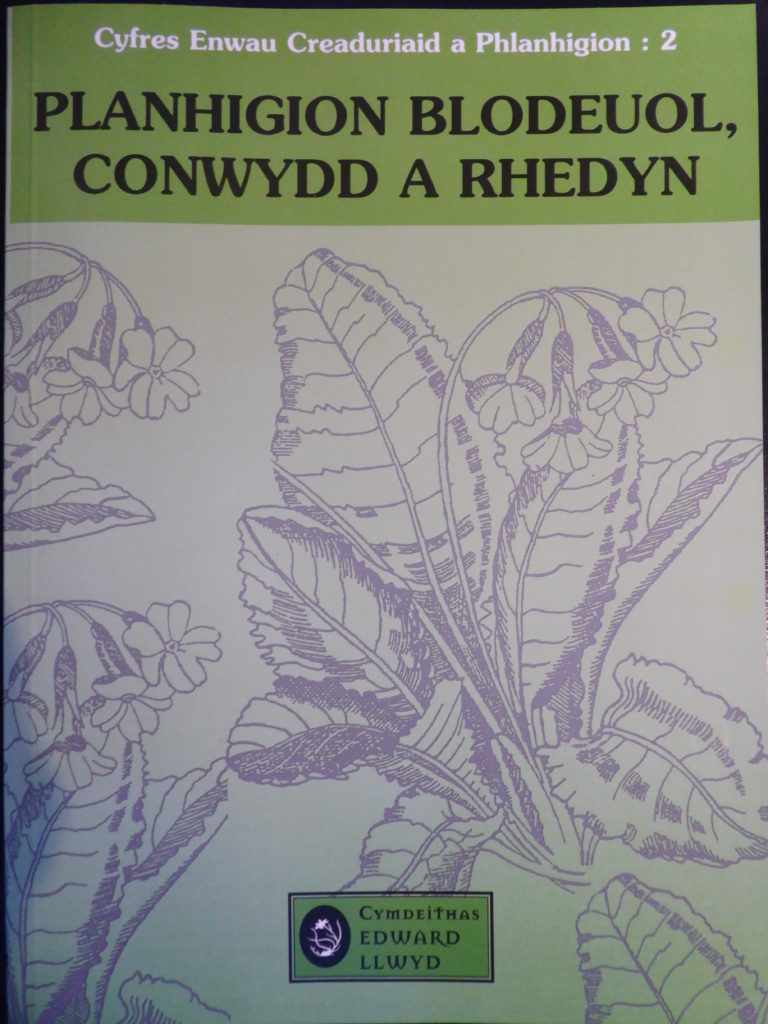 Cyfres Enwau Creaduriaid a Phlanhigion : 2
PLANHIGION BLODEUOL,
CONWYDD A RHEDYN
CYMDEITHAS
EDWARD
LLWYD